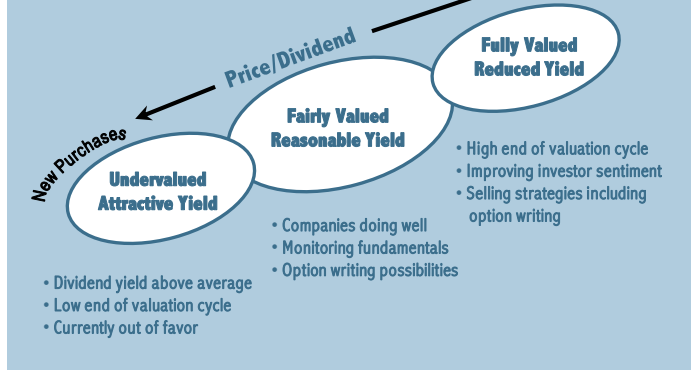 Price/Dividend
Fully Valued
Reduced Yield
Fairly Valued
Reasonable Yield
New Purchases
Undervalued
Attractive Yield
• High end of valuation cycle
• Improving investor sentiment
• Selling strategies including
option writing
• Companies doing well
• Monitoring fundamentals
• Option writing possibilities
• Dividend yield above average
• Low end of valuation cycle
• Currently out of favor